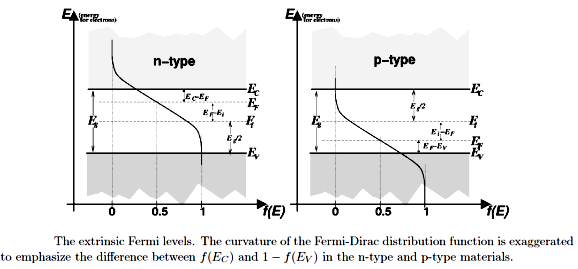 E (energy for electrons)
E (energy for electrons)
n-type
p-type
E_C
E_C
E_C-E_F
E_F
E_g/2
E_F-E_i
E_g
E_i
E_g
E_i
E_i-E_F
E_g/2
E_F
E_F-E_V
E_V
E_V
0 0.5 1 f(E)
0 0.5 1 f(E)
The extrinsic Fermi levels. The curvature of the Fermi-Dirac distribution function is exaggerated
to emphasize the difference between f(E_C) and 1 − f(E_V) in the n-type and p-type materials.